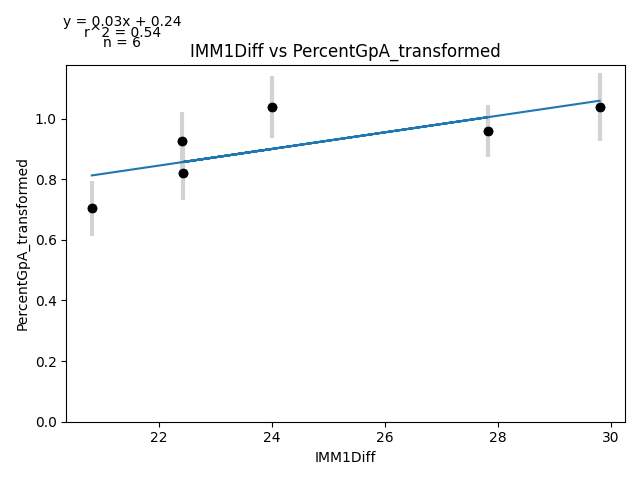 y = 0.03x + 0.24
r^2 = 0.54
n = 6
IMM1Diff vs PercentGpA_transformed
PercentGpA_transformed
1.0
0.8
0.6
0.4
0.2
0.0
22
24
26
28
30
IMM1Diff